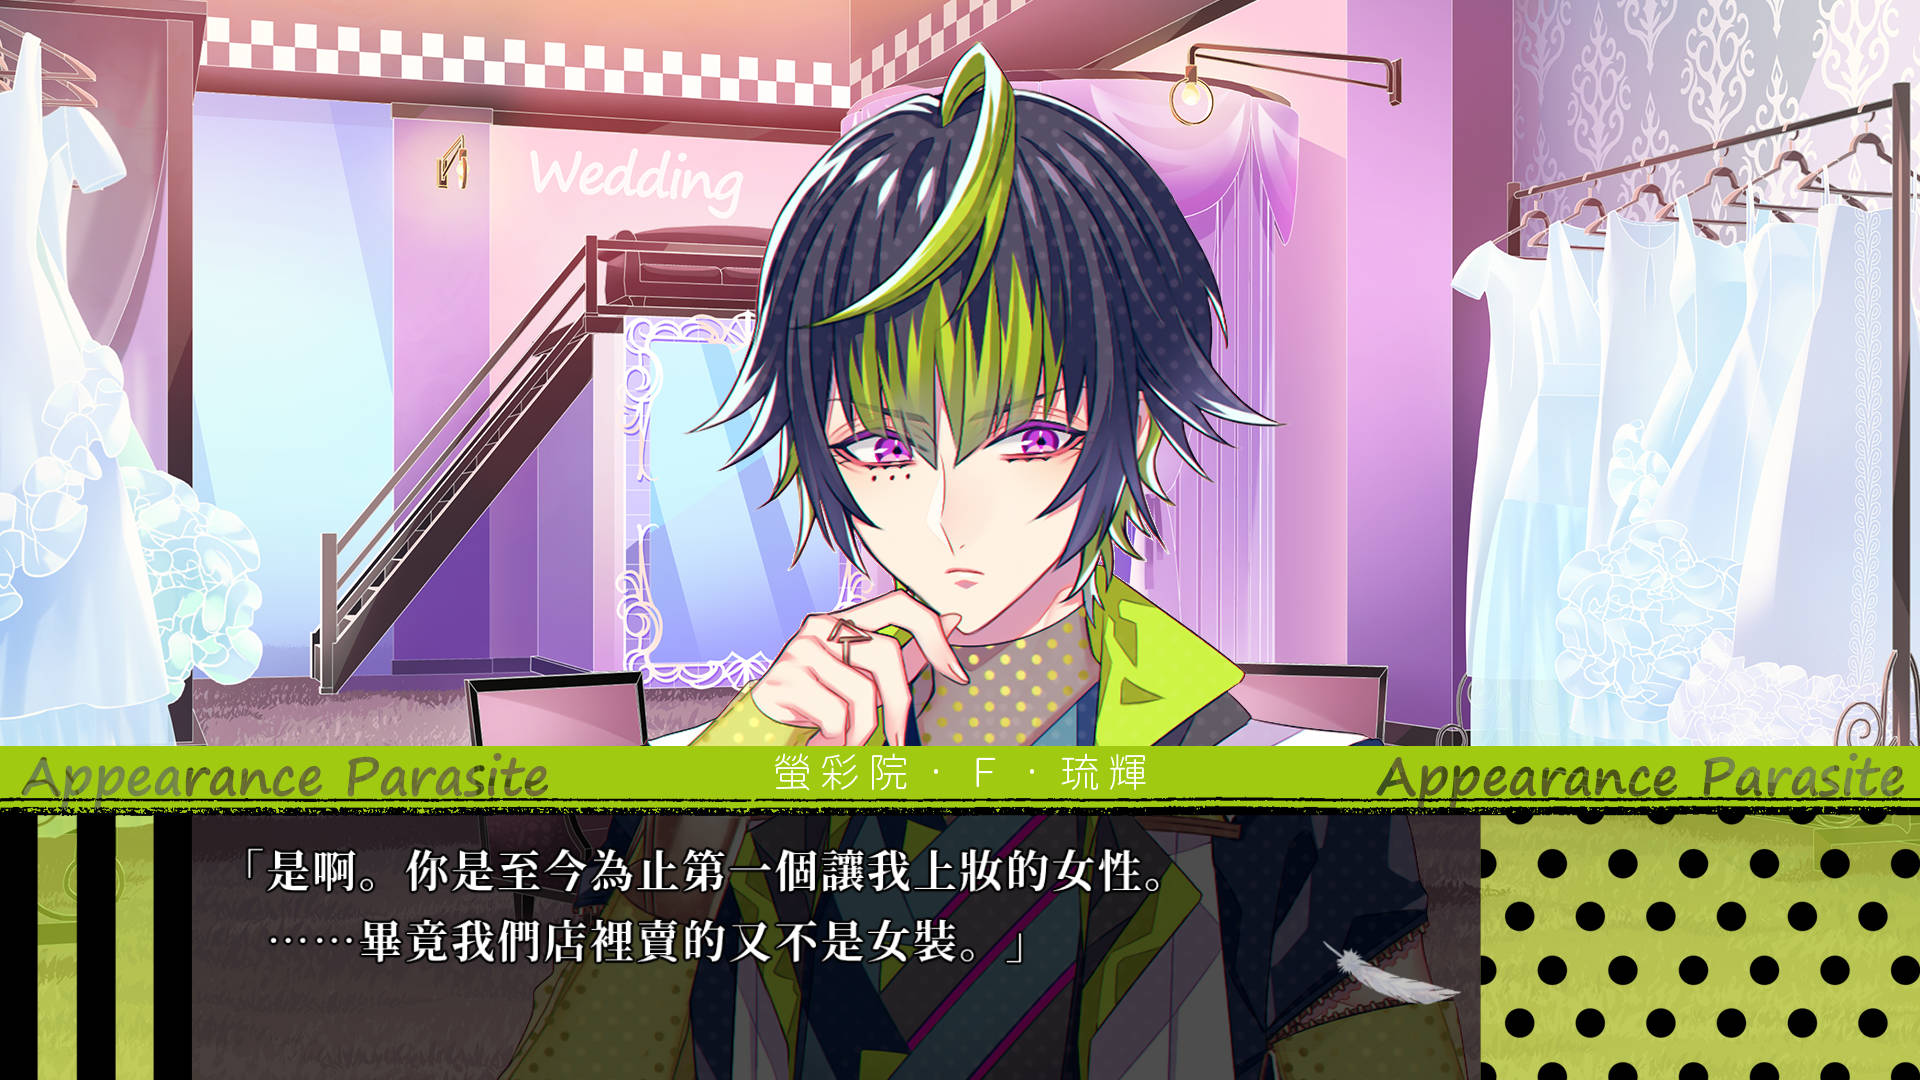 Wedding
Appearance Parasite
螢彩院・F・琉輝
Appearance Parasite
「是啊。你是至今為止第一個讓我上妝的女性。
……畢竟我們店裡賣的又不是女裝。」